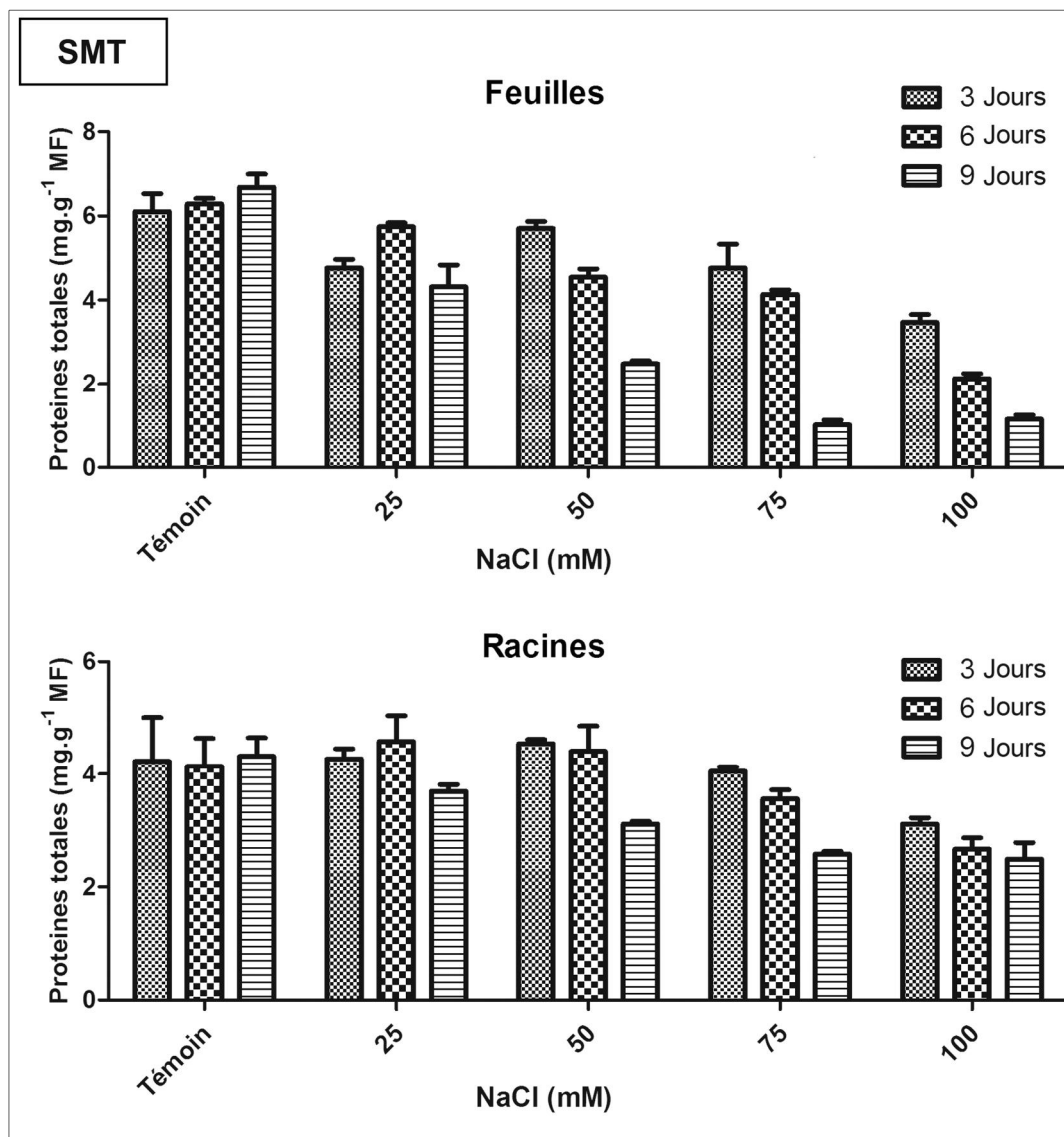 SMT
Feuilles
3 Jours
6 Jours
9 Jours
Proteines totales (mg.g⁻¹ MF)
8
6
4
2
0
Témoin
25
50
75
100
NaCl (mM)
Racines
3 Jours
6 Jours
9 Jours
Proteines totales (mg.g⁻¹ MF)
6
4
2
0
Témoin
25
50
75
100
NaCl (mM)